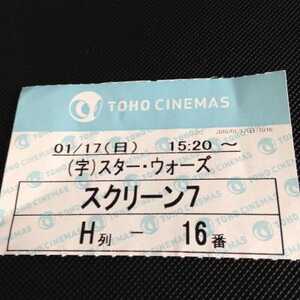 TOHO CINEMAS
01/17(日) 15:20 ～
(字)スター・ウォーズ
スクリーン7
H列 － 16番